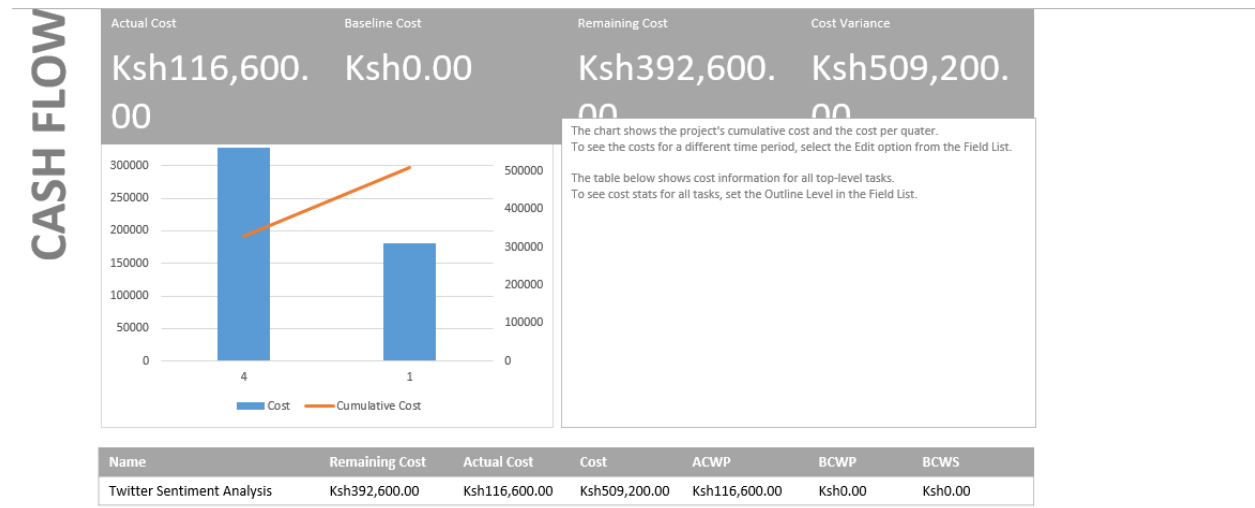 CASH FLOW
Actual Cost Baseline Cost Remaining Cost Cost Variance
Ksh116,600. Ksh0.00 Ksh392,600. Ksh509,200.
00 00 00
The chart shows the project's cumulative cost and the cost per quater.
To see the costs for a different time period, select the Edit option from the Field List.
The table below shows cost information for all top-level tasks.
To see cost stats for all tasks, set the Outline Level in the Field List.
300000 500000
250000 400000
200000 300000
150000 200000
100000 100000
50000
0 0
4 1
Cost Cumulative Cost
Name Remaining Cost Actual Cost Cost ACWP BCWP BCWS
Twitter Sentiment Analysis Ksh392,600.00 Ksh116,600.00 Ksh509,200.00 Ksh116,600.00 Ksh0.00 Ksh0.00